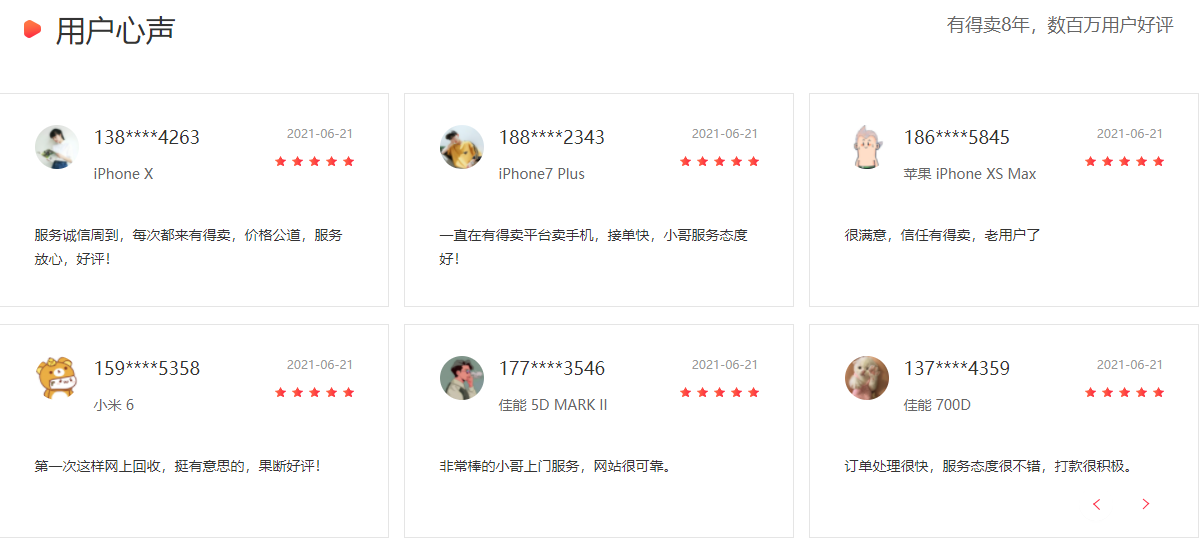 用户心声
有得卖8年，数百万用户好评
138****4263
2021-06-21
iPhone X
服务诚信周到，每次都来有得卖，价格公道，服务
放心，好评！
188****2343
2021-06-21
iPhone7 Plus
一直在有得卖平台卖手机，接单快，小哥服务态度
好！
186****5845
2021-06-21
苹果 iPhone XS Max
很满意，信任有得卖，老用户了
159****5358
2021-06-21
小米 6
第一次这样网上回收，挺有意思的，果断好评！
177****3546
2021-06-21
佳能 5D MARK II
非常棒的小哥上门服务，网站很可靠。
137****4359
2021-06-21
佳能 700D
订单处理很快，服务态度很不错，打款很积极。